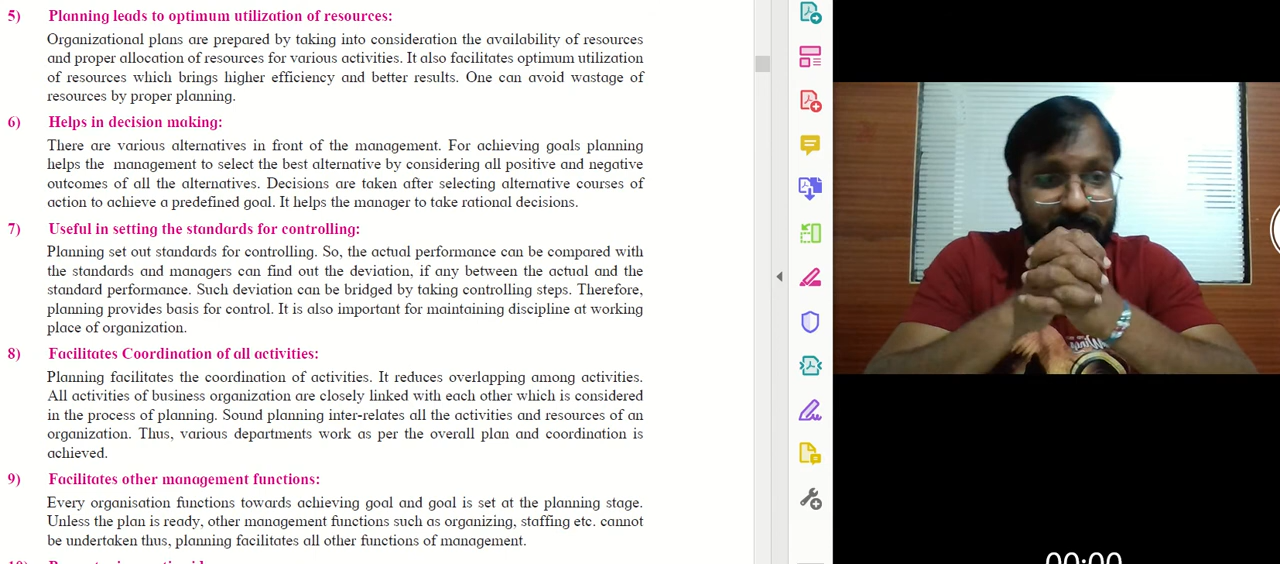 5) Planning leads to optimum utilization of resources:
Organizational plans are prepared by taking into consideration the availability of resources
and proper allocation of resources for various activities. It also facilitates optimum utilization
of resources which brings higher efficiency and better results. One can avoid wastage of
resources by proper planning.
6) Helps in decision making:
There are various alternatives in front of the management. For achieving goals planning
helps the management to select the best alternative by considering all positive and negative
outcomes of all the alternatives. Decisions are taken after selecting alternative courses of
action to achieve a predefined goal. It helps the manager to take rational decisions.
7) Useful in setting the standards for controlling:
Planning set out standards for controlling. So, the actual performance can be compared with
the standards and managers can find out the deviation, if any between the actual and the
standard performance. Such deviation can be bridged by taking controlling steps. Therefore,
planning provides basis for control. It is also important for maintaining discipline at working
place of organization.
8) Facilitates Coordination of all activities:
Planning facilitates the coordination of activities. It reduces overlapping among activities.
All activities of business organization are closely linked with each other which is considered
in the process of planning. Sound planning inter-relates all the activities and resources of an
organization. Thus, various departments work as per the overall plan and coordination is
achieved.
9) Facilitates other management functions:
Every organisation functions towards achieving goal and goal is set at the planning stage.
Unless the plan is ready, other management functions such as organizing, staffing etc. cannot
be undertaken thus, planning facilitates all other functions of management.
00:00